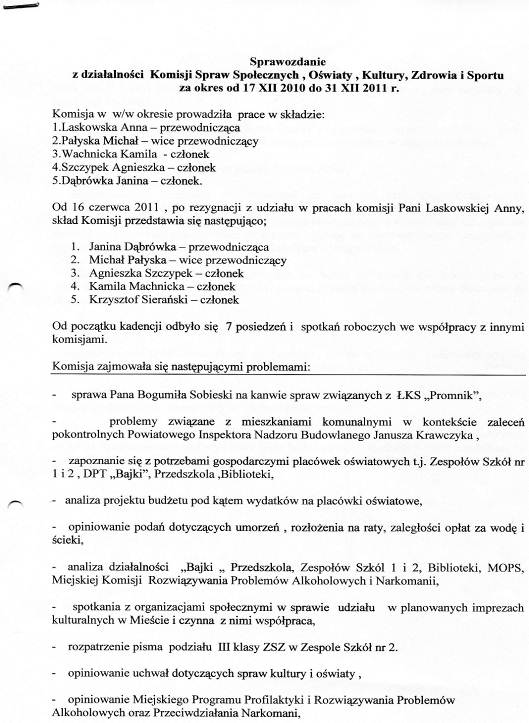 Sprawozdanie
z działalności Komisji Spraw Społecznych , Oświaty , Kultury, Zdrowia i Sportu
za okres od 17 XII 2010 do 31 XII 2011 r.
Komisja w w/w okresie prowadziła prace w składzie:
1.Laskowska Anna – przewodnicząca
2.Pałyska Michał – wice przewodniczący
3.Wachnicka Kamila - członek
4.Szczypek Agnieszka – członek
5.Dąbrówka Janina – członek.
Od 16 czerwca 2011 , po rezygnacji z udziału w pracach komisji Pani Laskowskiej Anny,
skład Komisji przedstawia się następująco;
1. Janina Dąbrówka – przewodnicząca
2. Michał Pałyska – wice przewodniczący
3. Agnieszka Szczypek – członek
4. Kamila Machnicka – członek
5. Krzysztof Sierański – członek
Od początku kadencji odbyło się 7 posiedzeń i spotkań roboczych we współpracy z innymi
komisjami.
Komisja zajmowała się następującymi problemami:
- sprawa Pana Bogumiła Sobieski na kanwie spraw związanych z ŁKS „Promnik”,
- problemy związane z mieszkaniami komunalnymi w kontekście zaleceń
pokontrolnych Powiatowego Inspektora Nadzoru Budowlanego Janusza Krawczyka ,
- zapoznanie się z potrzebami gospodarczymi placówek oświatowych t.j. Zespołów Szkół nr
1 i 2 , DPT „Bajki”, Przedszkola ,Biblioteki,
- analiza projektu budżetu pod kątem wydatków na placówki oświatowe,
- opiniowanie podań dotyczących umorzeń , rozłożenia na raty, zaległości opłat za wodę i
ścieki,
- analiza działalności „Bajki „ Przedszkola, Zespołów Szkól 1 i 2, Biblioteki, MOPS,
Miejskiej Komisji Rozwiązywania Problemów Alkoholowych i Narkomanii,
- spotkania z organizacjami społecznymi w sprawie udziału w planowanych imprezach
kulturalnych w Mieście i czynna z nimi współpraca,
- rozpatrzenie pisma podziału III klasy ZSZ w Zespole Szkół nr 2.
- opiniowanie uchwał dotyczących spraw kultury i oświaty ,
- opiniowanie Miejskiego Programu Profilaktyki i Rozwiązywania Problemów
Alkoholowych oraz Przeciwdziałania Narkomani,